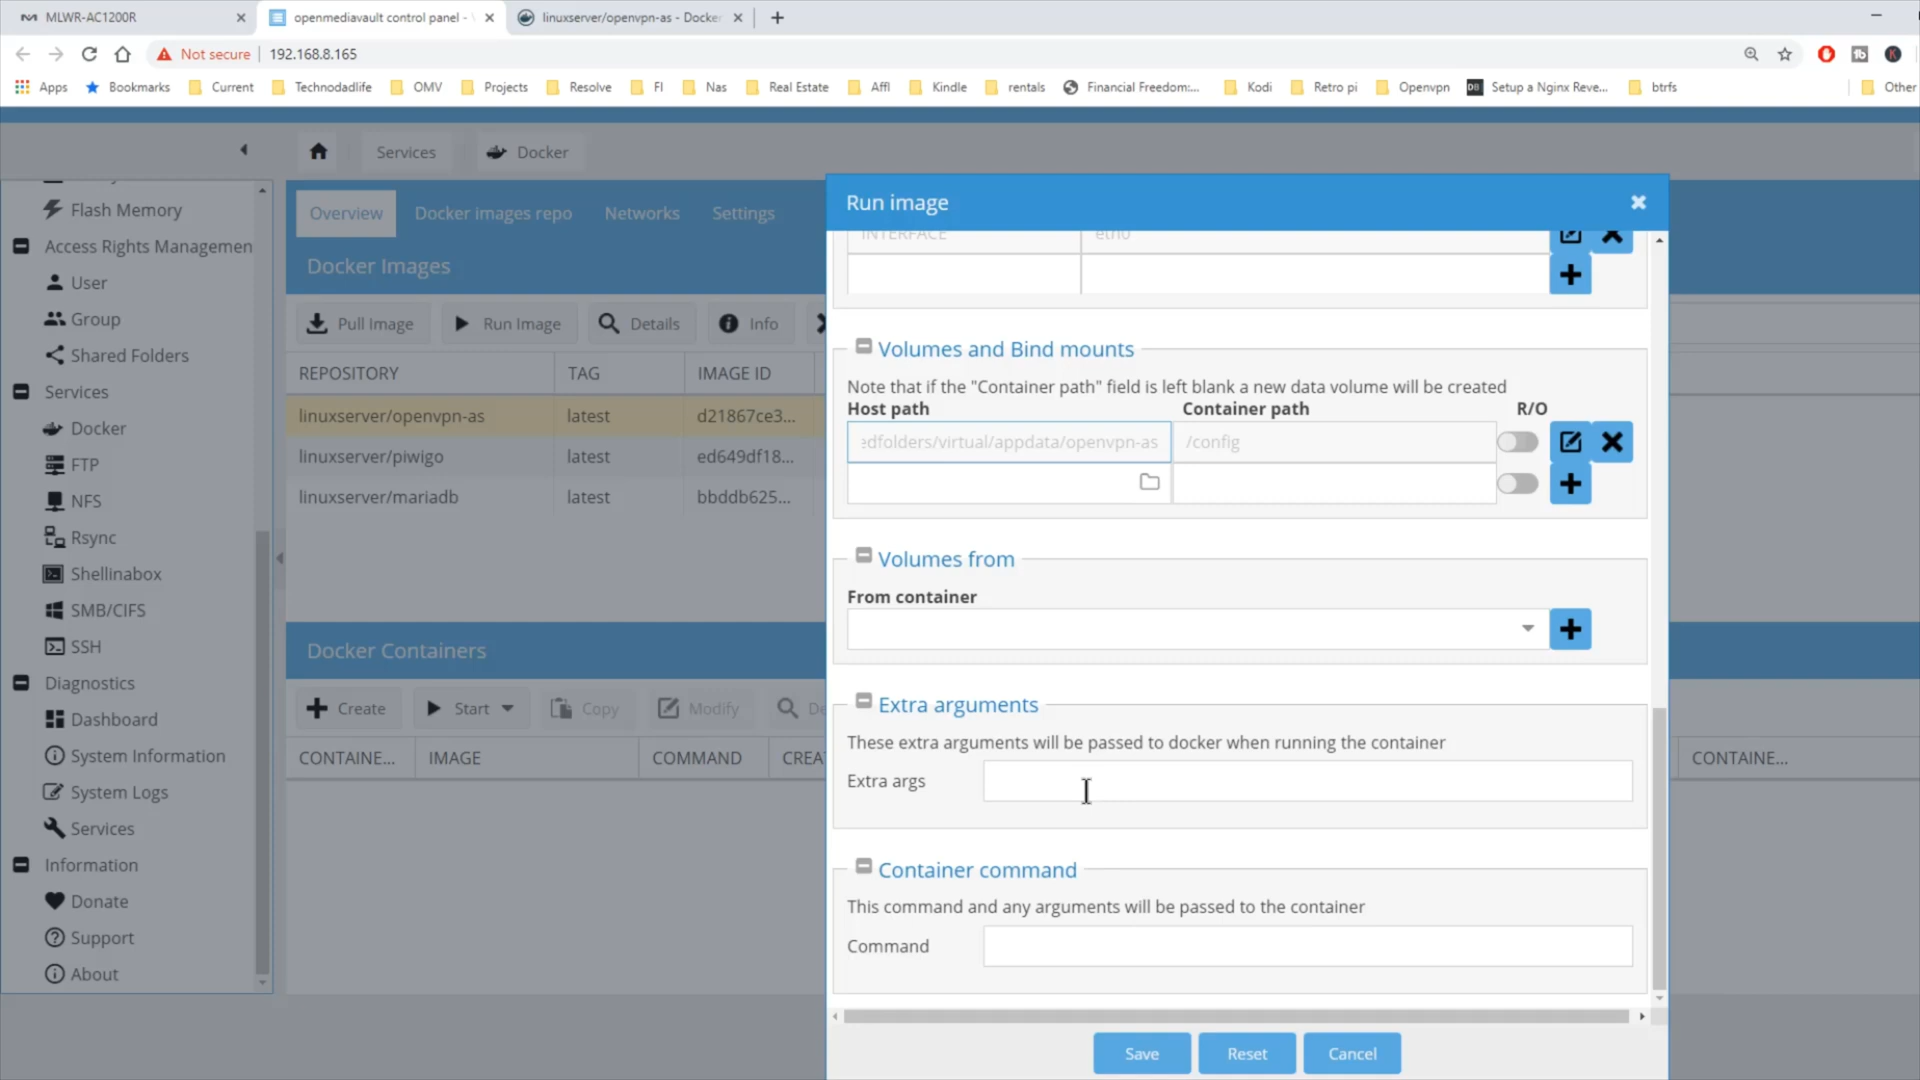 MLWR-AC1200R
openmediavault control panel -
linuxserver/openvpn-as - Docker
Not secure
192.168.8.165
Apps
Bookmarks
Current
Technodadlife
OMV
Projects
Resolve
FI
Nas
Real Estate
Affl
Kindle
rentals
Financial Freedom:...
Kodi
Retro pi
Openvpn
DB
Setup a Nginx Reve...
btrfs
Other
Services
Docker
Flash Memory
Access Rights Managemen
User
Group
Shared Folders
Services
Docker
FTP
NFS
Rsync
Shellinabox
SMB/CIFS
SSH
Diagnostics
Dashboard
System Information
System Logs
Services
Information
Donate
Support
About
Overview
Docker images repo
Networks
Settings
Docker Images
Pull Image
Run Image
Details
Info
REPOSITORY
TAG
IMAGE ID
linuxserver/openvpn-as
latest
d21867ce3...
linuxserver/piwigo
latest
ed649df18...
linuxserver/mariadb
latest
bbddb625...
Docker Containers
Create
Start
Copy
Modify
De
CONTAINE...
IMAGE
COMMAND
CREA
CONTAINE...
Run image
INTERFACE
eth0
Volumes and Bind mounts
Note that if the "Container path" field is left blank a new data volume will be created
Host path
Container path
R/O
edfolders/virtual/appdata/openvpn-as
/config
Volumes from
From container
Extra arguments
These extra arguments will be passed to docker when running the container
Extra args
Container command
This command and any arguments will be passed to the container
Command
Save
Reset
Cancel